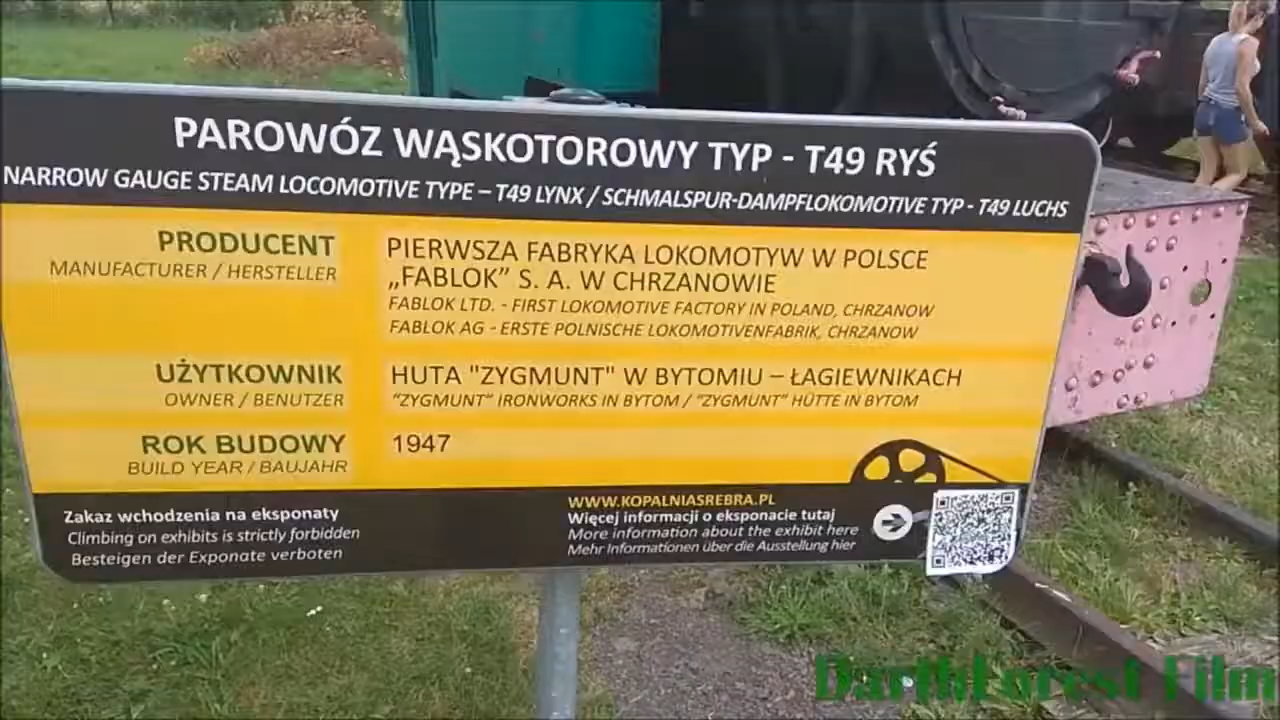 PAROWÓZ WĄSKOTOROWY TYP - T49 RYŚ
NARROW GAUGE STEAM LOCOMOTIVE TYPE – T49 LYNX / SCHMALSPUR-DAMPFLOKOMOTIVE TYP - T49 LUCHS
PRODUCENT
MANUFACTURER / HERSTELLER
PIERWSZA FABRYKA LOKOMOTYW W POLSCE
„FABLOK” S. A. W CHRZANOWIE
FABLOK LTD. - FIRST LOKOMOTIVE FACTORY IN POLAND, CHRZANOW
FABLOK AG - ERSTE POLNISCHE LOKOMOTIVENFABRIK, CHRZANOW
UŻYTKOWNIK
OWNER / BENUTZER
HUTA "ZYGMUNT" W BYTOMIU – ŁAGIEWNIKACH
"ZYGMUNT" IRONWORKS IN BYTOM / "ZYGMUNT" HÜTTE IN BYTOM
ROK BUDOWY
BUILD YEAR / BAUJAHR
1947
Zakaz wchodzenia na eksponaty
Climbing on exhibits is strictly forbidden
Besteigen der Exponate verboten
WWW.KOPALNIASREBRA.PL
Więcej informacji o eksponacie tutaj
More information about the exhibit here
Mehr Informationen über die Ausstellung hier
DarthLorest Film